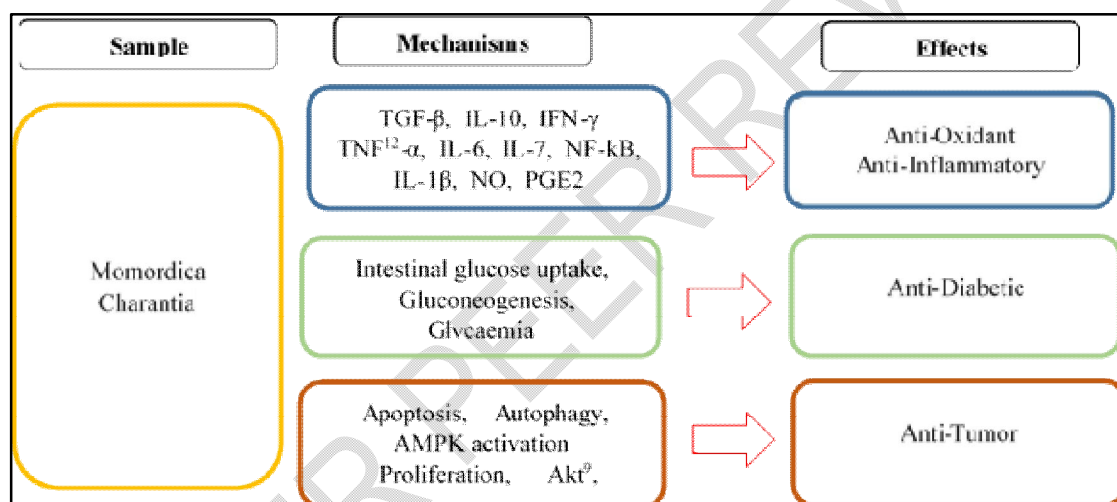 Sample
Mechanisms
Effects
Momordica
Charantia
TGF-β, IL-10, IFN-γ
TNF¹²-α, IL-6, IL-7, NF-kB,
IL-1β, NO, PGE2
Anti-Oxidant
Anti-Inflammatory
Intestinal glucose uptake,
Gluconeogenesis,
Glycaemia
Anti-Diabetic
Apoptosis, Autophagy,
AMPK activation
Proliferation, Akt⁹,
Anti-Tumor
PEER